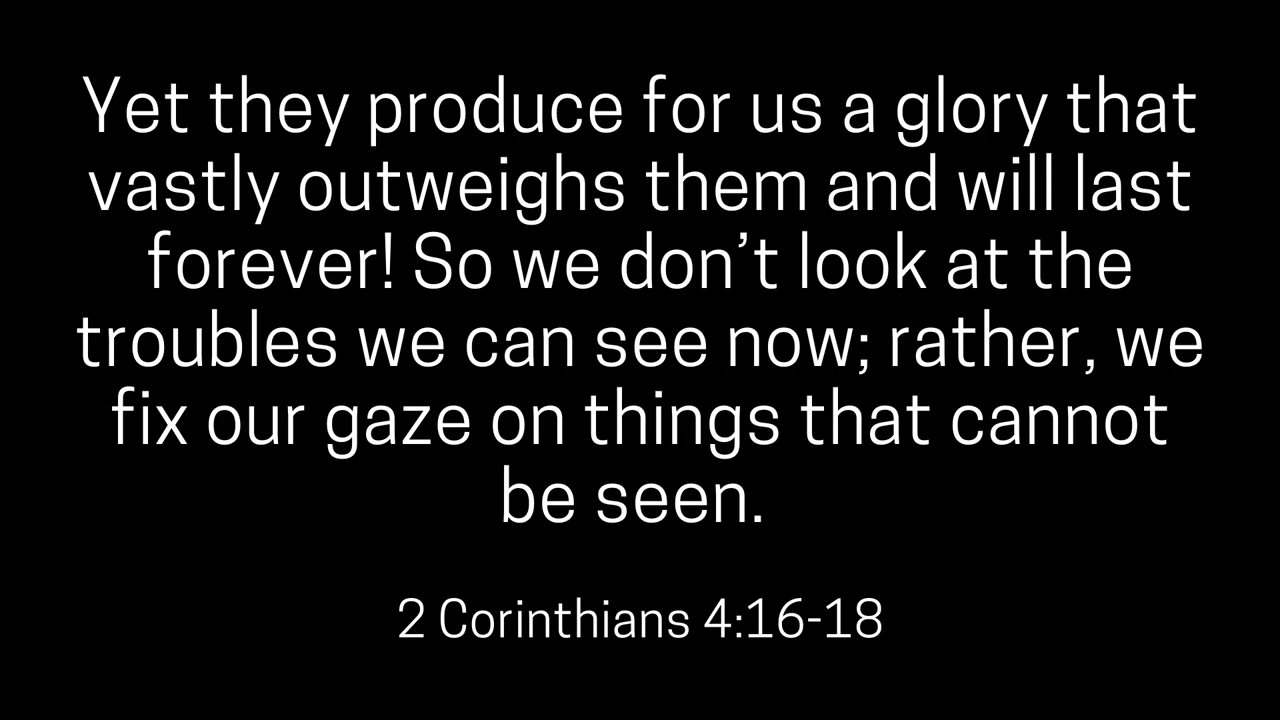 Yet they produce for us a glory that
vastly outweighs them and will last
forever! So we don’t look at the
troubles we can see now; rather, we
fix our gaze on things that cannot
be seen.
2 Corinthians 4:16-18